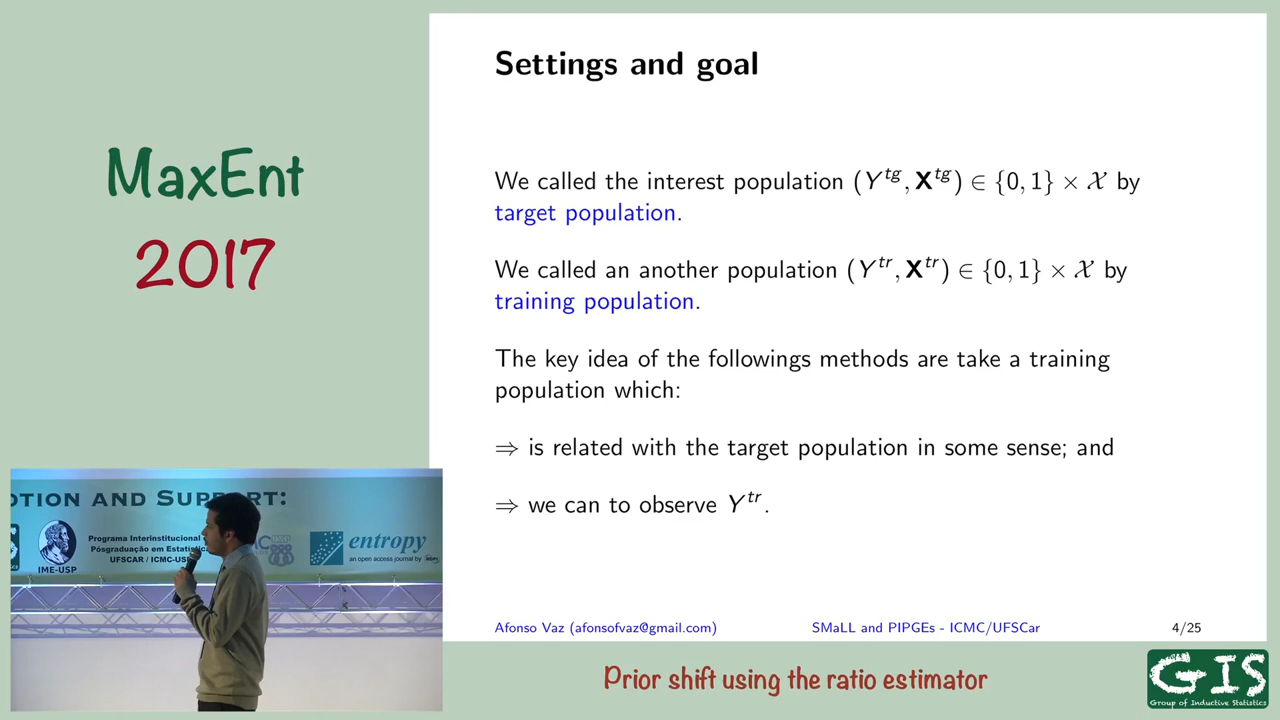 MaxEnt
2017
Settings and goal
We called the interest population (Y^tg, X^tg) ∈ {0, 1} × 𝒳 by
target population.
We called an another population (Y^tr, X^tr) ∈ {0, 1} × 𝒳 by
training population.
The key idea of the followings methods are take a training
population which:
⇒ is related with the target population in some sense; and
⇒ we can to observe Y^tr.
Afonso Vaz (afonsofvaz@gmail.com) SMaLL and PIPGEs - ICMC/UFSCar 4/25
OTION AND SUPPORT:
IME-USP
Programa Interinstitucional
Pósgraduação em Estatística
UFSCAR / ICMC-US
entropy
an open access journal by
Prior shift using the ratio estimator
GIS
Group of Inductive Statistics